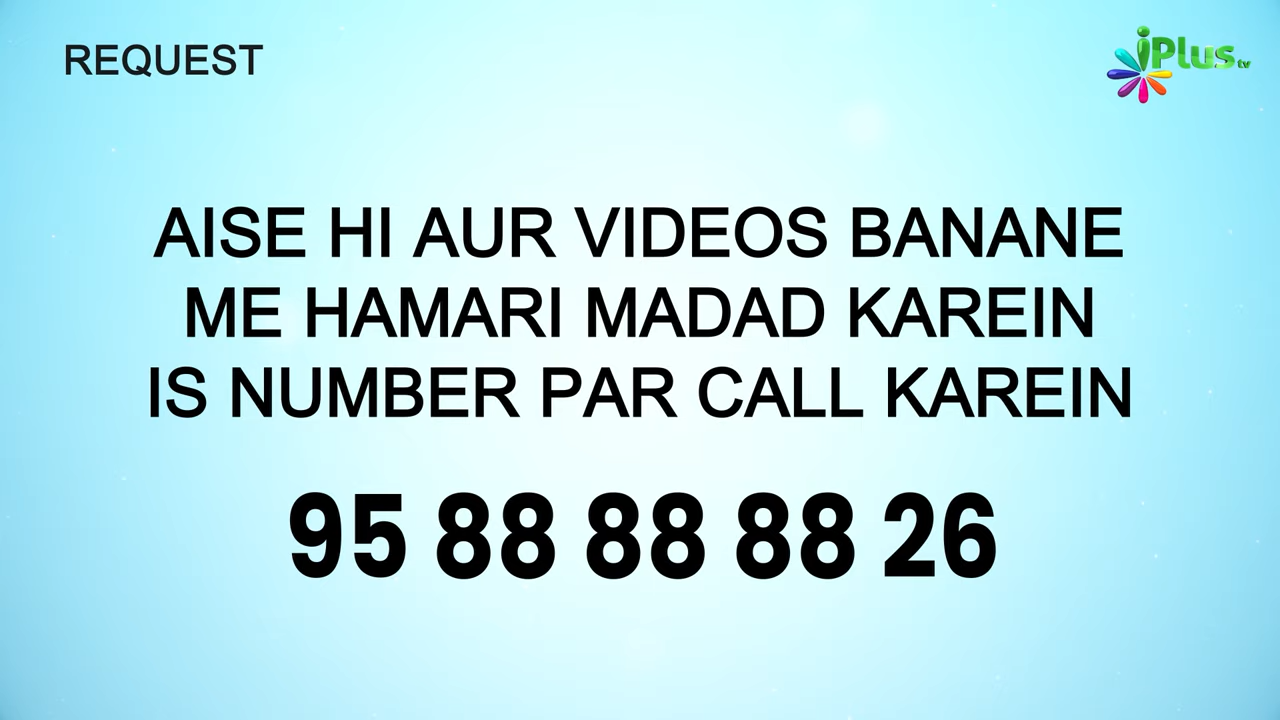 REQUEST
iPlus tv
AISE HI AUR VIDEOS BANANE
ME HAMARI MADAD KAREIN
IS NUMBER PAR CALL KAREIN
95 88 88 88 26